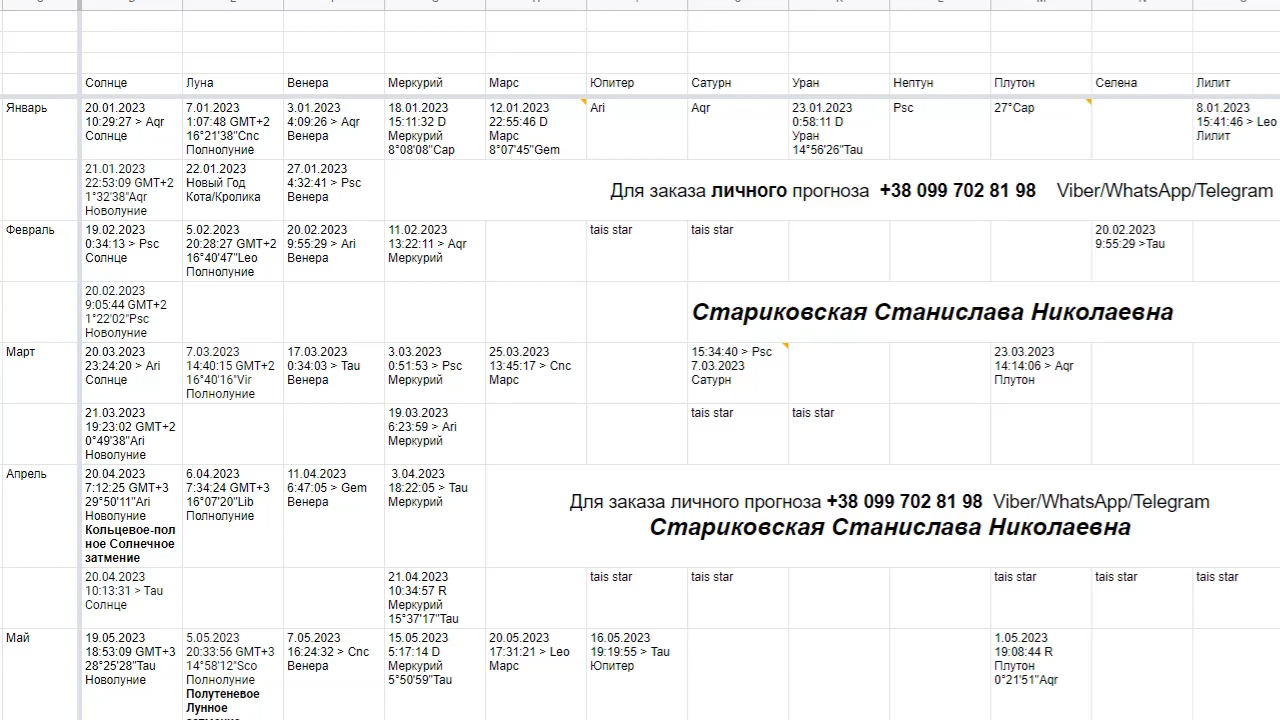 Солнце Луна Венера Меркурий Марс Юпитер Сатурн Уран Нептун Плутон Селена Лилит
Январь
20.01.2023
10:29:27 > Aqr
Солнце
7.01.2023
1:07:48 GMT+2
16°21'38"Cnc
Полнолуние
3.01.2023
4:09:26 > Aqr
Венера
18.01.2023
15:11:32 D
Меркурий
8°08'08"Cap
12.01.2023
22:55:46 D
Марс
8°07'45"Gem
Ari
Aqr
23.01.2023
0:58:11 D
Уран
14°56'26"Tau
Psc
27°Cap
8.01.2023
15:41:46 > Leo
Лилит
21.01.2023
22:53:09 GMT+2
1°32'38"Aqr
Новолуние
22.01.2023
Новый Год
Кота/Кролика
27.01.2023
4:32:41 > Psc
Венера
Для заказа личного прогноза +38 099 702 81 98 Viber/WhatsApp/Telegram
Февраль
19.02.2023
0:34:13 > Psc
Солнце
5.02.2023
20:28:27 GMT+2
16°40'47"Leo
Полнолуние
20.02.2023
9:55:29 > Ari
Венера
11.02.2023
13:22:11 > Aqr
Меркурий
tais star
tais star
20.02.2023
9:55:29 >Tau
20.02.2023
9:05:44 GMT+2
1°22'02"Psc
Новолуние
Стариковская Станислава Николаевна
Март
20.03.2023
23:24:20 > Ari
Солнце
7.03.2023
14:40:15 GMT+2
16°40'16"Vir
Полнолуние
17.03.2023
0:34:03 > Tau
Венера
3.03.2023
0:51:53 > Psc
Меркурий
25.03.2023
13:45:17 > Cnc
Марс
15:34:40 > Psc
7.03.2023
Сатурн
23.03.2023
14:14:06 > Aqr
Плутон
21.03.2023
19:23:02 GMT+2
0°49'38"Ari
Новолуние
19.03.2023
6:23:59 > Ari
Меркурий
tais star
tais star
Апрель
20.04.2023
7:12:25 GMT+3
29°50'11"Ari
Новолуние
Кольцевое-пол
ное Солнечное
затмение
6.04.2023
7:34:24 GMT+3
16°07'20"Lib
Полнолуние
11.04.2023
6:47:05 > Gem
Венера
3.04.2023
18:22:05 > Tau
Меркурий
Для заказа личного прогноза +38 099 702 81 98 Viber/WhatsApp/Telegram
Стариковская Станислава Николаевна
20.04.2023
10:13:31 > Tau
Солнце
21.04.2023
10:34:57 R
Меркурий
15°37'17"Tau
tais star
tais star
tais star
tais star
tais star
Май
19.05.2023
18:53:09 GMT+3
28°25'28"Tau
Новолуние
5.05.2023
20:33:56 GMT+3
14°58'12"Sco
Полнолуние
Полутеневое
Лунное
7.05.2023
16:24:32 > Cnc
Венера
15.05.2023
5:17:14 D
Меркурий
5°50'59"Tau
20.05.2023
17:31:21 > Leo
Марс
16.05.2023
19:19:55 > Tau
Юпитер
1.05.2023
19:08:44 R
Плутон
0°21'51"Aqr